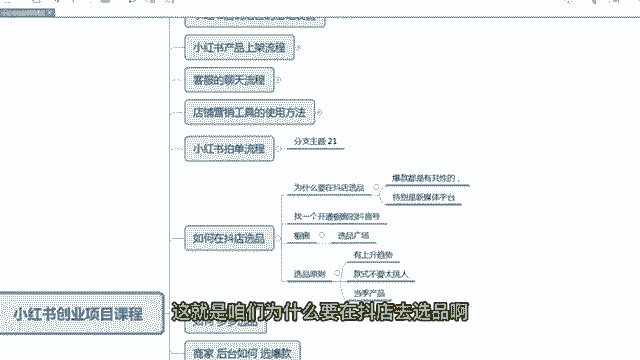 小红书产品上架流程
客服的聊天流程
店铺营销工具的使用方法
小红书拍单流程
分支主题 21
为什么要在抖店选品
爆款都是有共性的，
特别是新媒体平台
找一个开通橱窗的抖音号
如何在抖店选品
橱窗
选品广场
有上升趋势
选品原则
款式不要太挑人
当季产品
小红书创业项目课程
这就是咱们为什么要在抖店去选品啊
商家 后台如何 选爆款